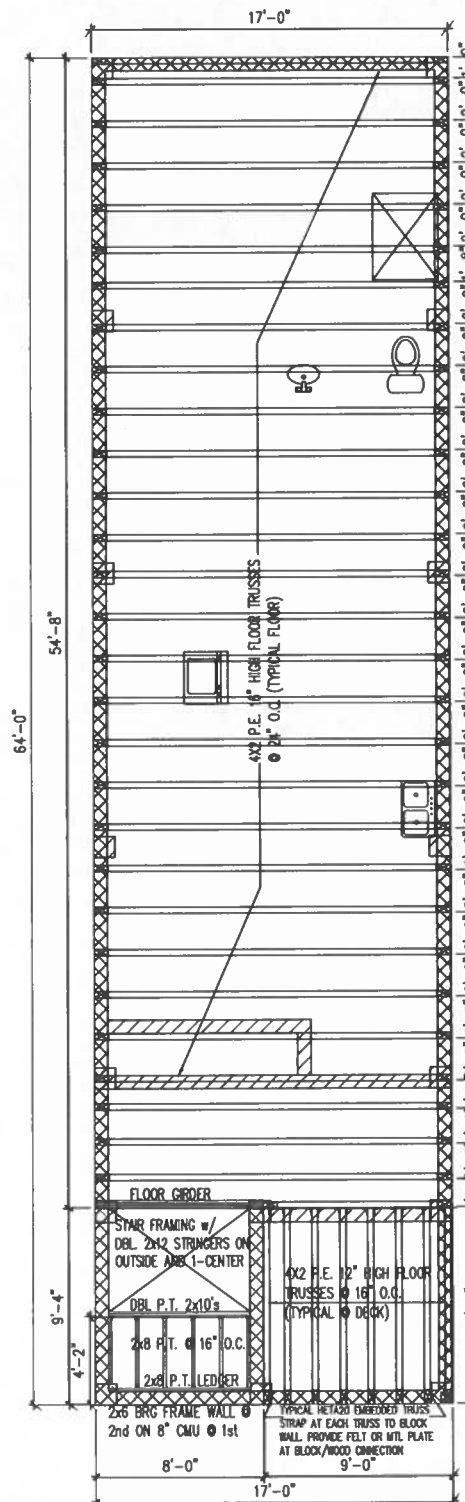 17'-0"
64'-0"
54'-8"
4X2 P.E. 16" HIGH FLOOR TRUSSES
@ 24" O.C. (TYPICAL FLOOR)
FLOOR GIRDER
STAIR FRAMING w/
DBL. 2x12 STRINGERS ON
OUTSIDE AND 1-CENTER
4X2 P.E. 12" HIGH FLOOR
TRUSSES @ 16" O.C.
(TYPICAL @ DECK)
DBL P.T. 2x10's
9'-4"
4'-2"
2x8 P.T. @ 16" O.C.
2x8 P.T. LEDGER
2x6 BRG FRAME WALL @
2nd ON 8" CMU @ 1st
TYPICAL HETA20 EMBEDDED TRUSS
STRAP AT EACH TRUSS TO BLOCK
WALL. PROVIDE FELT OR MTL PLATE
AT BLOCK/WOOD CNNECTION
8'-0"
9'-0"
17'-0"